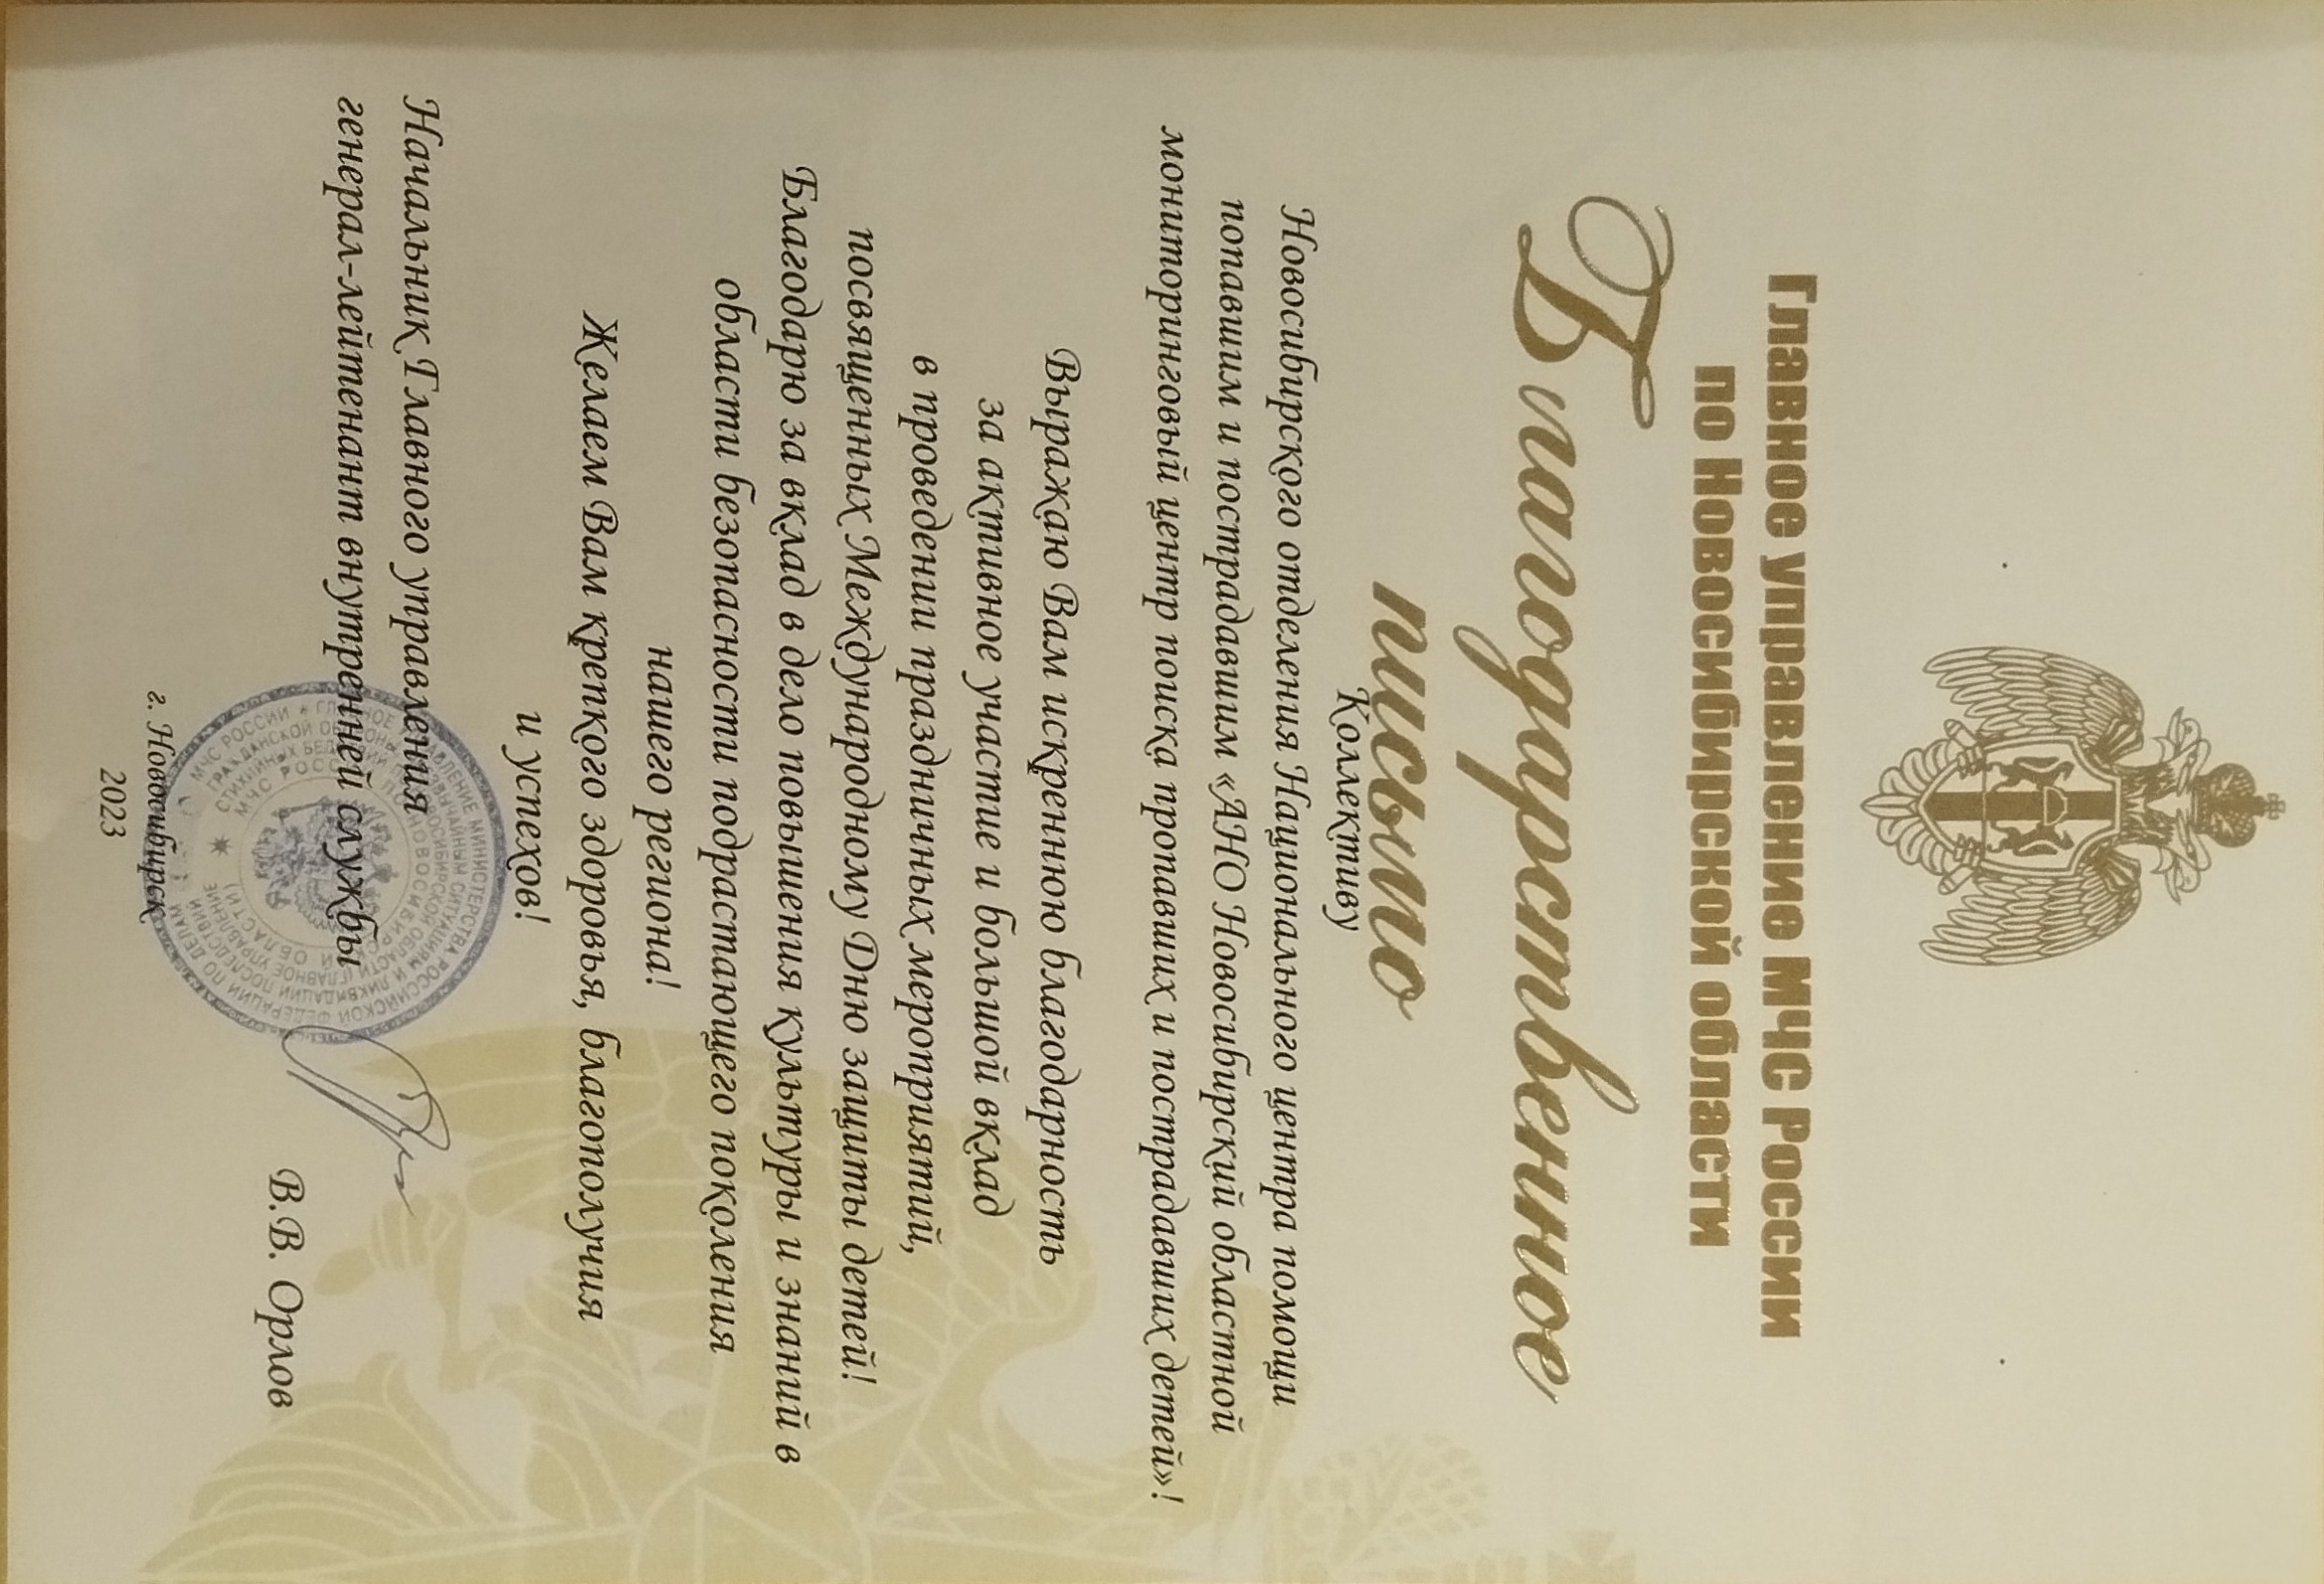 Главное управление МЧС России
по Новосибирской области
Благодарственное
письмо
Коллективу
Новосибирского отделения Национального центра помощи
попавшим и пострадавшим «АНО Новосибирский областной
мониторинговый центр поиска пропавших и пострадавших детей»!
Выражаю Вам искреннюю благодарность
за активное участие и большой вклад
в проведении праздничных мероприятий,
посвященных Международному Дню защиты детей!
Благодарю за вклад в дело повышения культуры и знаний в
области безопасности подрастающего поколения
нашего региона!
Желаем Вам крепкого здоровья, благополучия
и успехов!
Начальник Главного управления
генерал-лейтенант внутренней службы
В.В. Орлов
г. Новосибирск
2023